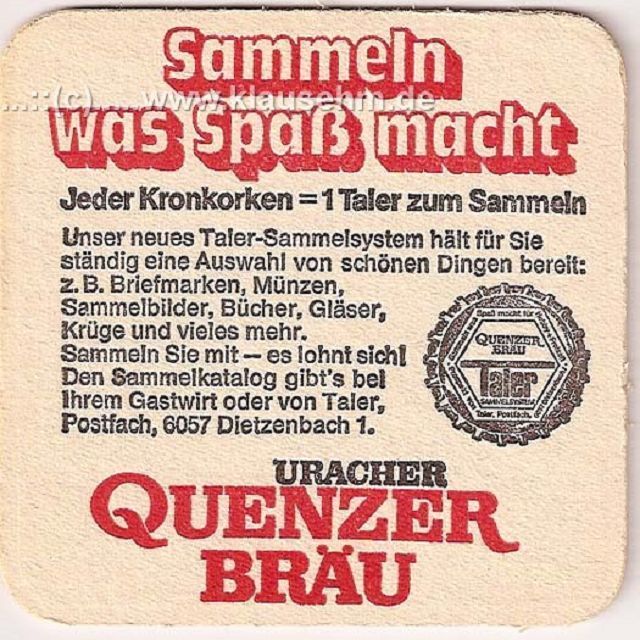 Sammeln
...::(c)..... www.klausehm.de
was Spaß macht
Jeder Kronkorken = 1 Taler zum Sammeln
Unser neues Taler-Sammelsystem hält für Sie
ständig eine Auswahl von schönen Dingen bereit:
z. B. Briefmarken, Münzen,
Sammelbilder, Bücher, Gläser,
Krüge und vieles mehr.
Sammeln Sie mit – es lohnt sich!
Den Sammelkatalog gibt's bei
Ihrem Gastwirt oder von Taler,
Postfach, 6057 Dietzenbach 1.
Spaß macht für
QUENZER
BRÄU
Taler
SAMMELSYSTEM
Taler, Postfach,
URACHER
QUENZER
BRÄU